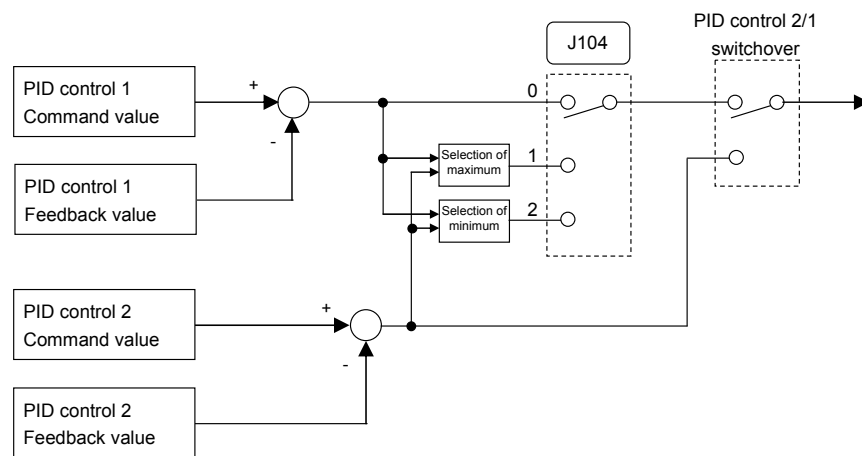 J104
PID control 2/1
switchover
PID control 1
Command value
+
-
0
PID control 1
Feedback value
Selection of
maximum
1
Selection of
minimum
2
PID control 2
Command value
+
-
PID control 2
Feedback value